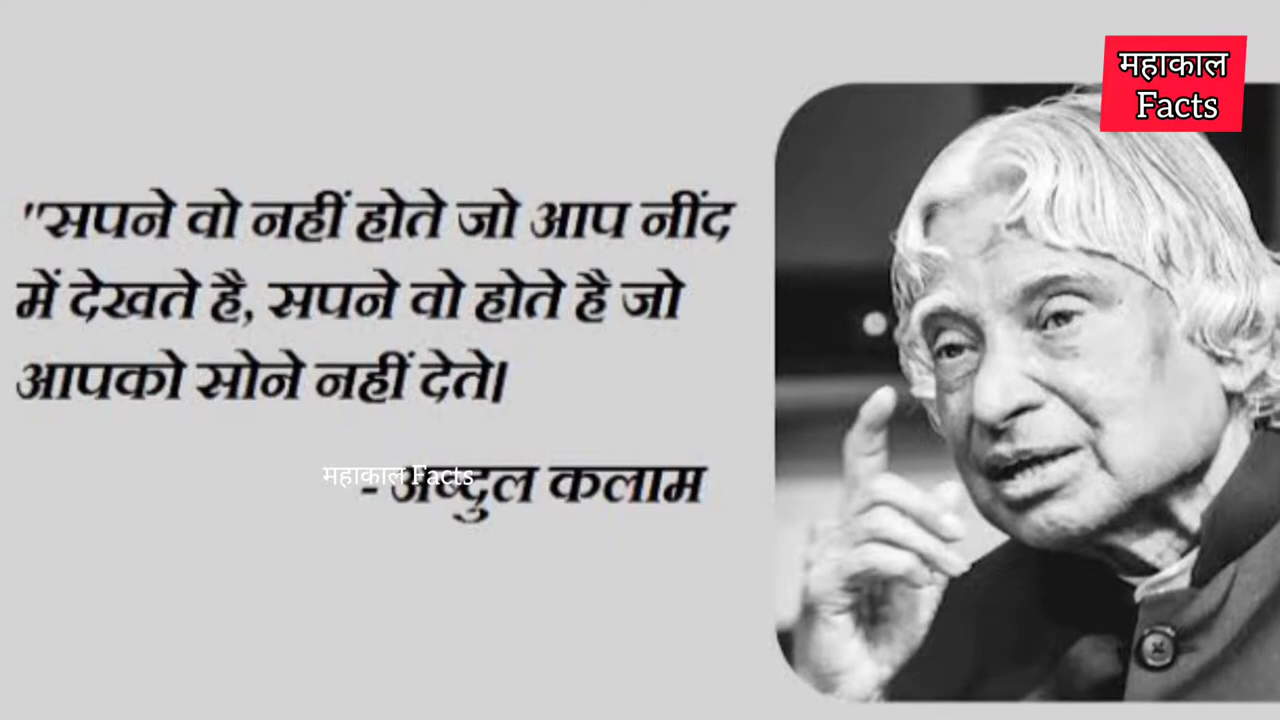 महाकाल
Facts
"सपने वो नहीं होते जो आप नींद
में देखते है, सपने वो होते है जो
आपको सोने नहीं देते।
महाकाल Facts
- अब्दुल कलाम